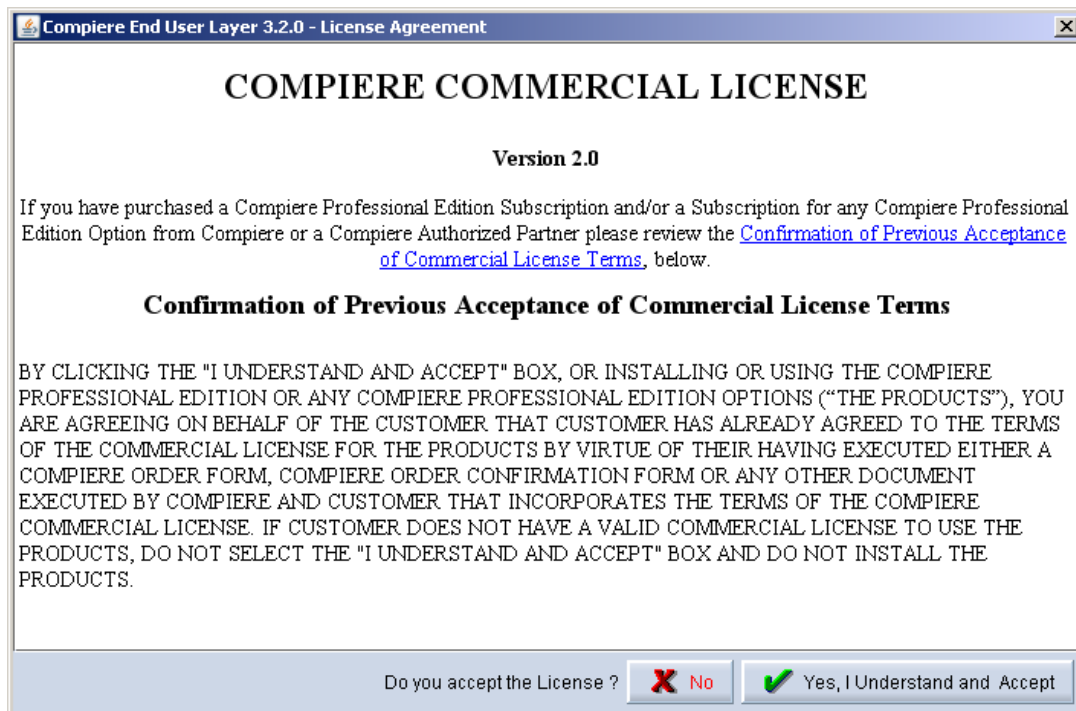 Compiere End User Layer 3.2.0 - License Agreement
COMPIERE COMMERCIAL LICENSE
Version 2.0
If you have purchased a Compiere Professional Edition Subscription and/or a Subscription for any Compiere Professional
Edition Option from Compiere or a Compiere Authorized Partner please review the Confirmation of Previous Acceptance
of Commercial License Terms, below.
Confirmation of Previous Acceptance of Commercial License Terms
BY CLICKING THE "I UNDERSTAND AND ACCEPT" BOX, OR INSTALLING OR USING THE COMPIERE
PROFESSIONAL EDITION OR ANY COMPIERE PROFESSIONAL EDITION OPTIONS (“THE PRODUCTS”), YOU
ARE AGREEING ON BEHALF OF THE CUSTOMER THAT CUSTOMER HAS ALREADY AGREED TO THE TERMS
OF THE COMMERCIAL LICENSE FOR THE PRODUCTS BY VIRTUE OF THEIR HAVING EXECUTED EITHER A
COMPIERE ORDER FORM, COMPIERE ORDER CONFIRMATION FORM OR ANY OTHER DOCUMENT
EXECUTED BY COMPIERE AND CUSTOMER THAT INCORPORATES THE TERMS OF THE COMPIERE
COMMERCIAL LICENSE. IF CUSTOMER DOES NOT HAVE A VALID COMMERCIAL LICENSE TO USE THE
PRODUCTS, DO NOT SELECT THE "I UNDERSTAND AND ACCEPT" BOX AND DO NOT INSTALL THE
PRODUCTS.
Do you accept the License ? No Yes, I Understand and Accept